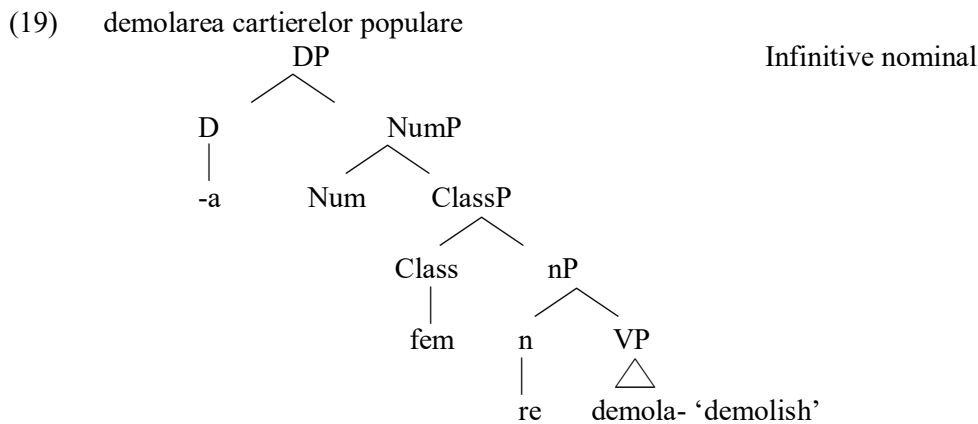 (19) demolarea cartierelor populare
DP Infinitive nominal
D NumP
-a Num ClassP
Class nP
fem n VP
re demola- ‘demolish’